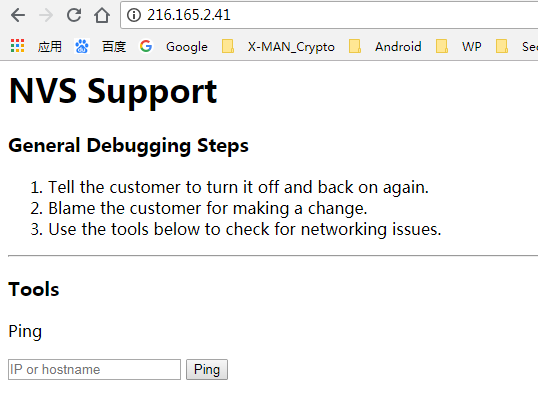 216.165.2.41
应用 百度 Google X-MAN_Crypto Android WP
NVS Support
General Debugging Steps
1. Tell the customer to turn it off and back on again.
2. Blame the customer for making a change.
3. Use the tools below to check for networking issues.
Tools
Ping
IP or hostname Ping